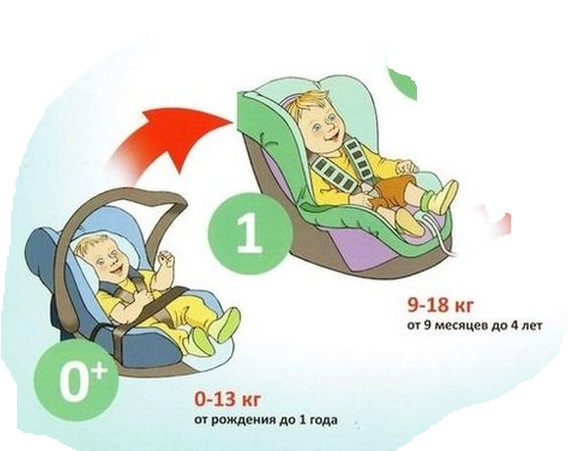 1
9-18 кг
от 9 месяцев до 4 лет
0+
0-13 кг
от рождения до 1 года